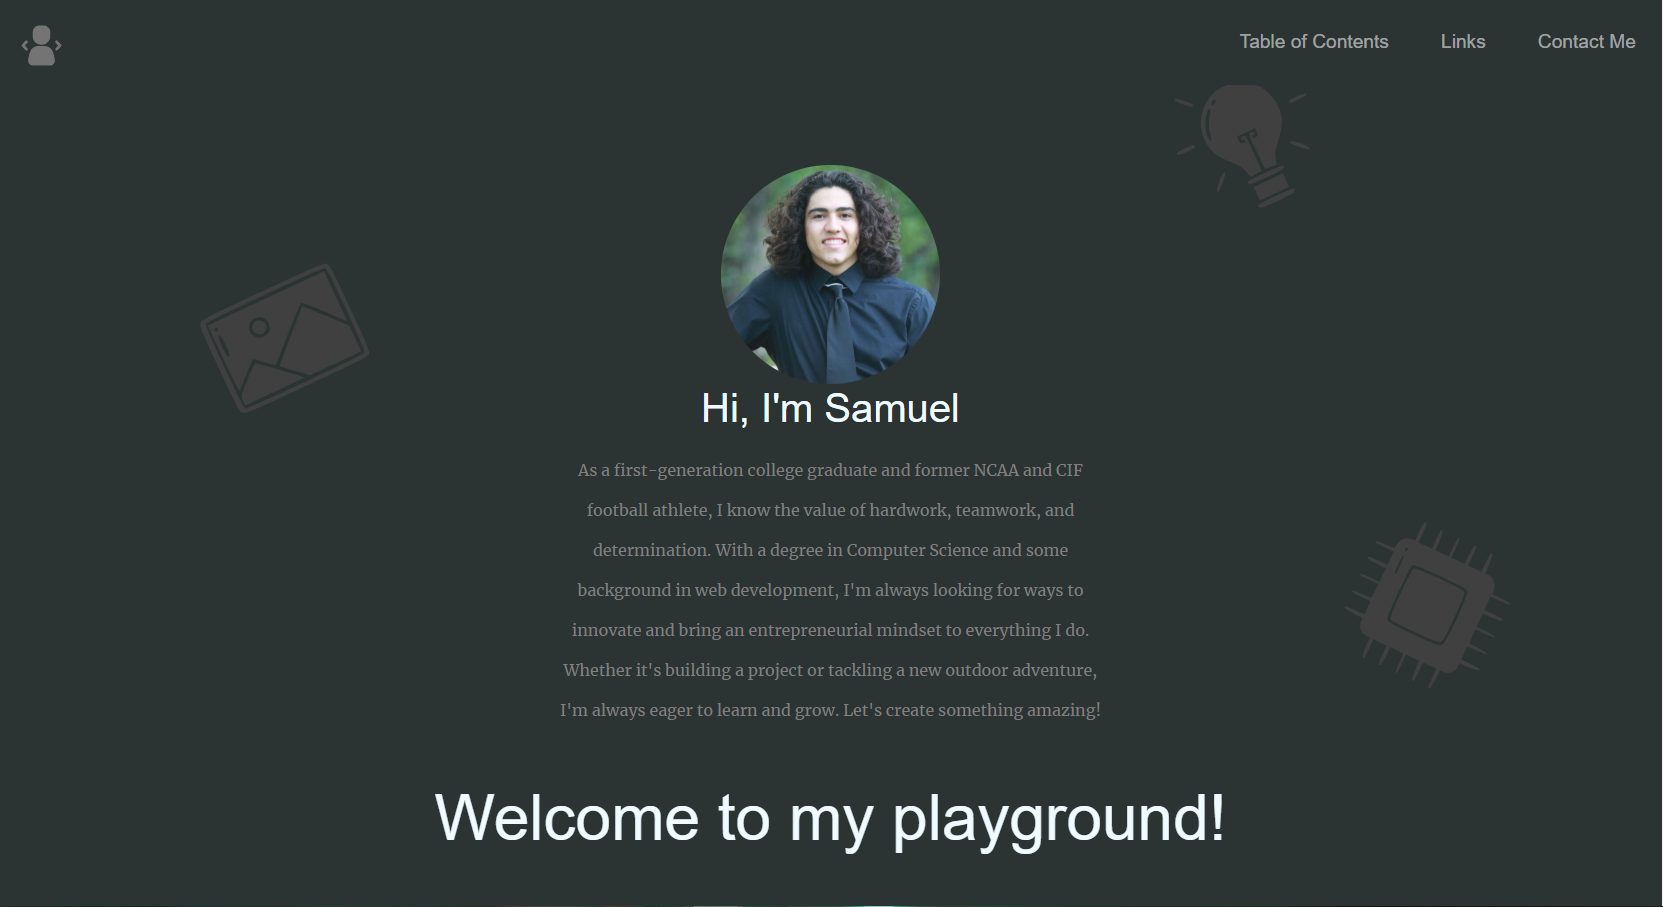 Table of Contents
Links
Contact Me
Hi, I'm Samuel
As a first-generation college graduate and former NCAA and CIF
football athlete, I know the value of hardwork, teamwork, and
determination. With a degree in Computer Science and some
background in web development, I'm always looking for ways to
innovate and bring an entrepreneurial mindset to everything I do.
Whether it's building a project or tackling a new outdoor adventure,
I'm always eager to learn and grow. Let's create something amazing!
Welcome to my playground!